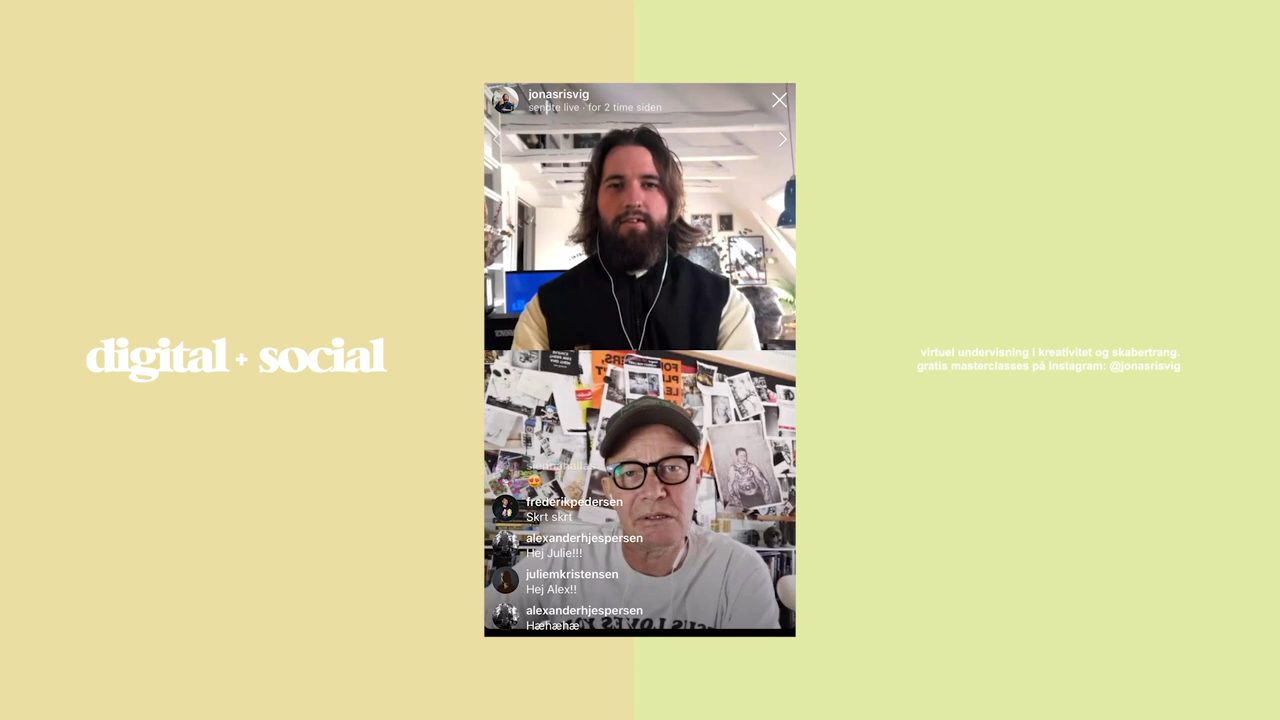 jonasrisvig
sendte live · for 2 time siden
digital + social
virtuel undervisning i kreativitet og skabertrang.
gratis masterclasses på Instagram: @jonasrisvig
frederikpedersen
Skrt skrt
alexanderhjespersen
Hej Julie!!!
juliemkristensen
Hej Alex!!
alexanderhjespersen
Hæhæhæ